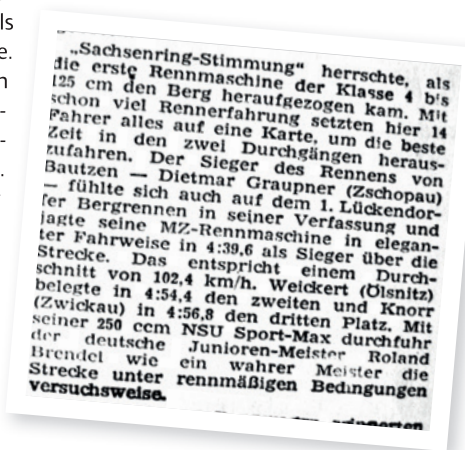 ls
e.
n
-
-
.
„Sachsenring-Stimmung“ herrschte, als
die erste Rennmaschine der Klasse 4 b's
125 cm den Berg heraufgezogen kam. Mit
schon viel Rennerfahrung setzten hier 14
Fahrer alles auf eine Karte, um die beste
Zeit in den zwei Durchgängen heraus-
zufahren. Der Sieger des Rennens von
Bautzen — Dietmar Graupner (Zschopau)
— fühlte sich auch auf dem 1. Lückendor-
fer Bergrennen in seiner Verfassung und
jagte seine MZ-Rennmaschine in elegan-
ter Fahrweise in 4:39,6 als Sieger über die
Strecke. Das entspricht einem Durch-
schnitt von 102,4 km/h. Weickert (Ölsnitz)
belegte in 4:54,4 den zweiten und Knorr
(Zwickau) in 4:56,8 den dritten Platz. Mit
seiner 250 ccm NSU Sport-Max durchfuhr
der deutsche Junioren-Meister Roland
Brendel wie ein wahrer Meister die
Strecke unter rennmäßigen Bedingungen
versuchsweise.